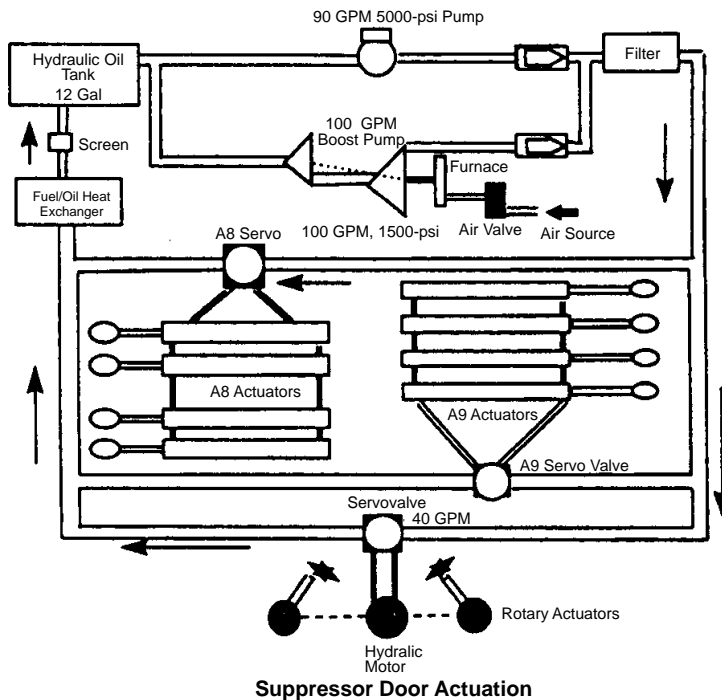 90 GPM 5000-psi Pump
Hydraulic Oil
Tank
12 Gal
Filter
100 GPM
Boost Pump
Screen
Furnace
Fuel/Oil Heat
Exchanger
A8 Servo
100 GPM, 1500-psi
Air Valve
Air Source
A8 Actuators
A9 Actuators
A9 Servo Valve
Servovalve
40 GPM
Rotary Actuators
Hydralic
Motor
Suppressor Door Actuation